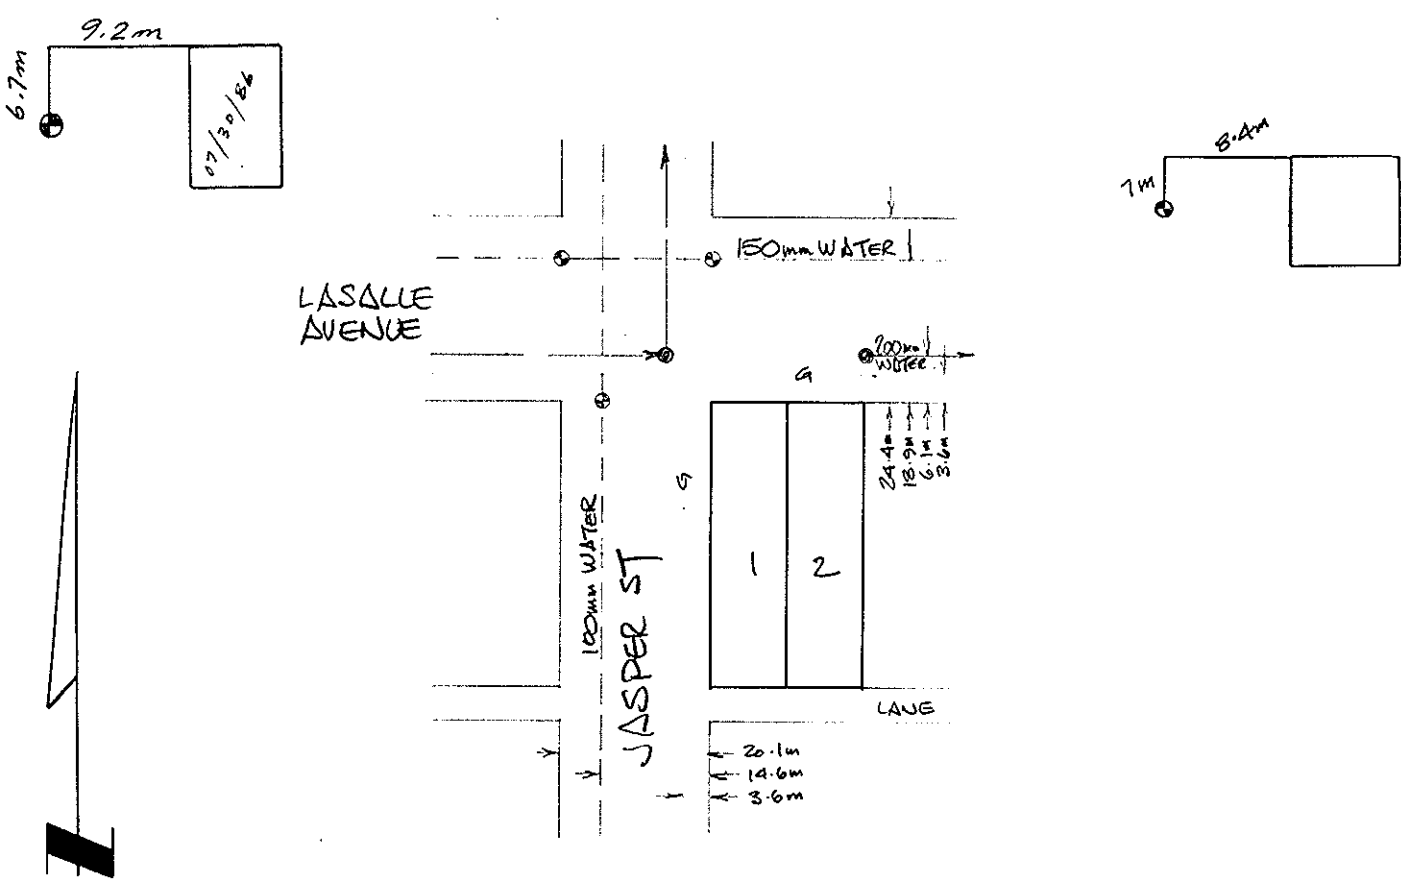 9.2m
6.7m
07/30/86
8.4m
1m
150mm WATER
LASALLE
AVENUE
200mm
WATER
G
24.4m
18.9m
6.1m
3.6m
G
100mm WATER
JASPER ST
1
2
LANE
20.1m
14.6m
3.6m